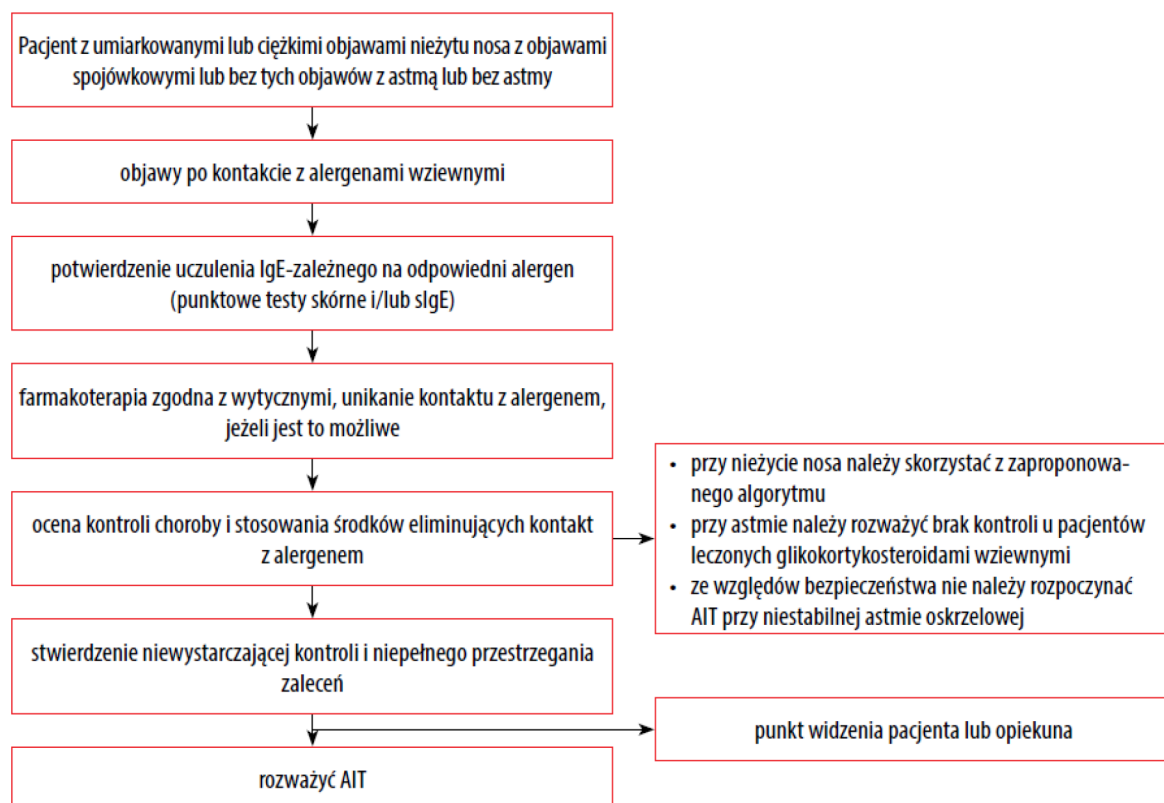 Pacjent z umiarkowanymi lub ciężkimi objawami nieżytu nosa z objawami
spojówkowymi lub bez tych objawów z astmą lub bez astmy
objawy po kontakcie z alergenami wziewnymi
potwierdzenie uczulenia IgE-zależnego na odpowiedni alergen
(punktowe testy skórne i/lub sIgE)
farmakoterapia zgodna z wytycznymi, unikanie kontaktu z alergenem,
jeżeli jest to możliwe
ocena kontroli choroby i stosowania środków eliminujących kontakt
z alergenem
• przy nieżycie nosa należy skorzystać z zaproponowa-
nego algorytmu
• przy astmie należy rozważyć brak kontroli u pacjentów
leczonych glikokortykosteroidami wziewnymi
• ze względów bezpieczeństwa nie należy rozpoczynać
AIT przy niestabilnej astmie oskrzelowej
stwierdzenie niewystarczającej kontroli i niepełnego przestrzegania
zaleceń
punkt widzenia pacjenta lub opiekuna
rozważyć AIT